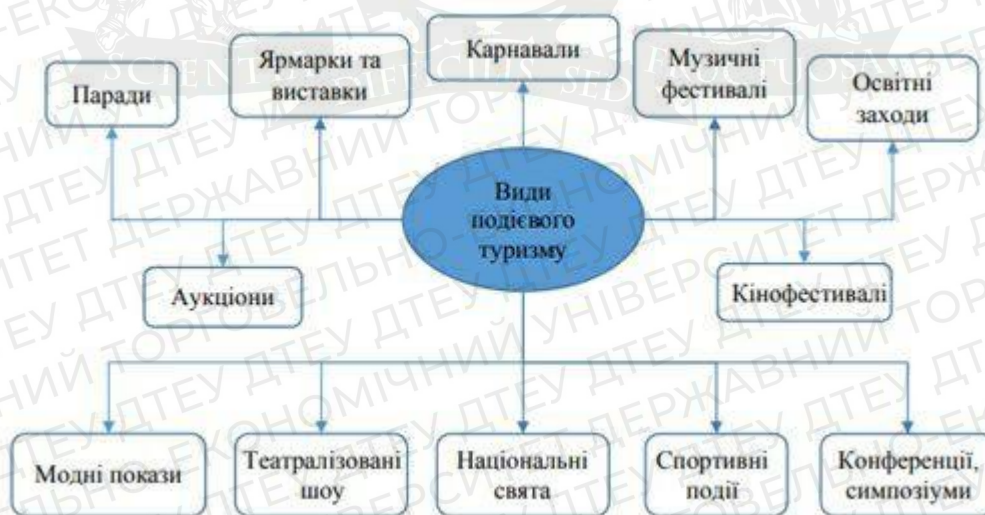 Карнавали
Ярмарки та
виставки
Музичні
фестивалі
Паради
Освітні
заходи
Види
подієвого
туризму
Аукціони
Кінофестивалі
Модні покази
Театралізовані
шоу
Національні
свята
Спортивні
події
Конференції,
симпозіуми